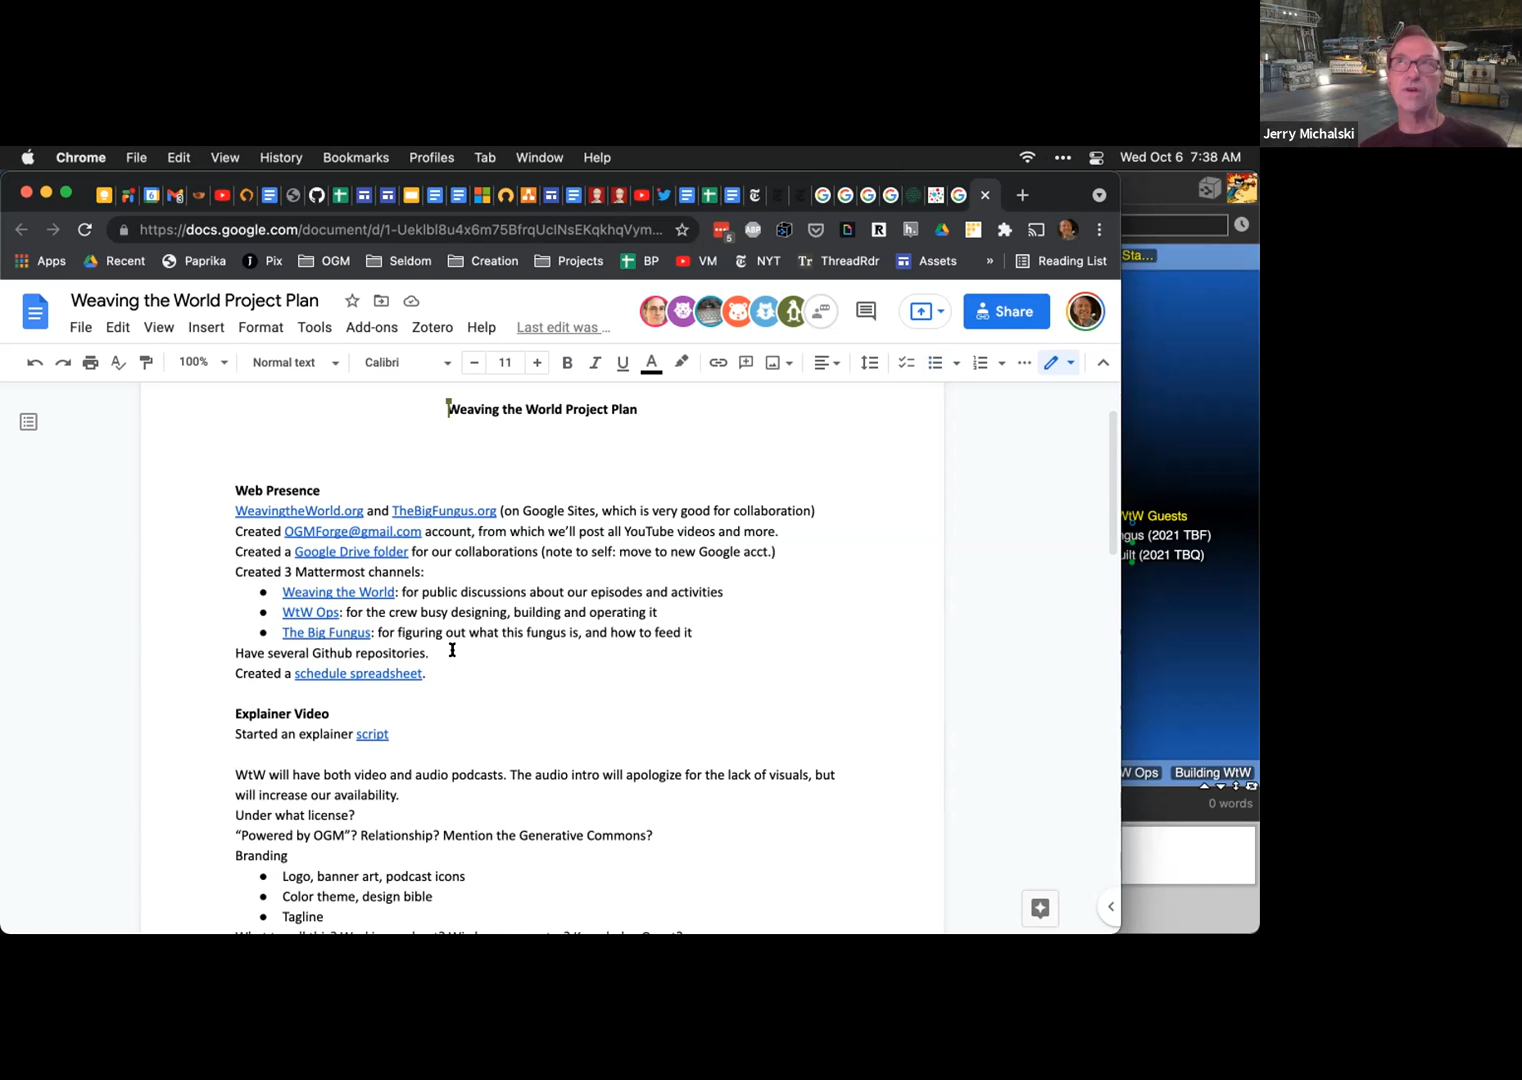 Jerry Michalski
Chrome File Edit View History Bookmarks Profiles Tab Window Help
Wed Oct 6 7:38 AM
https://docs.google.com/document/d/1-UeklbI8u4x6m75BfrqUclNsEKqkhqVym...
5
ABP
Apps Recent Paprika Pix OGM Seldom Creation Projects BP VM NYT ThreadRdr Assets » Reading List
Sta...
Weaving the World Project Plan
File Edit View Insert Format Tools Add-ons Zotero Help Last edit was ...
Share
100% Normal text Calibri 11
Weaving the World Project Plan
Web Presence
WeavingtheWorld.org and TheBigFungus.org (on Google Sites, which is very good for collaboration)
Created OGMForge@gmail.com account, from which we’ll post all YouTube videos and more.
Created a Google Drive folder for our collaborations (note to self: move to new Google acct.)
Created 3 Mattermost channels:
● Weaving the World: for public discussions about our episodes and activities
● WtW Ops: for the crew busy designing, building and operating it
● The Big Fungus: for figuring out what this fungus is, and how to feed it
Have several Github repositories.
Created a schedule spreadsheet.
Explainer Video
Started an explainer script
WtW will have both video and audio podcasts. The audio intro will apologize for the lack of visuals, but
will increase our availability.
Under what license?
“Powered by OGM”? Relationship? Mention the Generative Commons?
Branding
● Logo, banner art, podcast icons
● Color theme, design bible
● Tagline
WtW Guests
ngus (2021 TBF)
uilt (2021 TBQ)
W Ops Building WtW
0 words